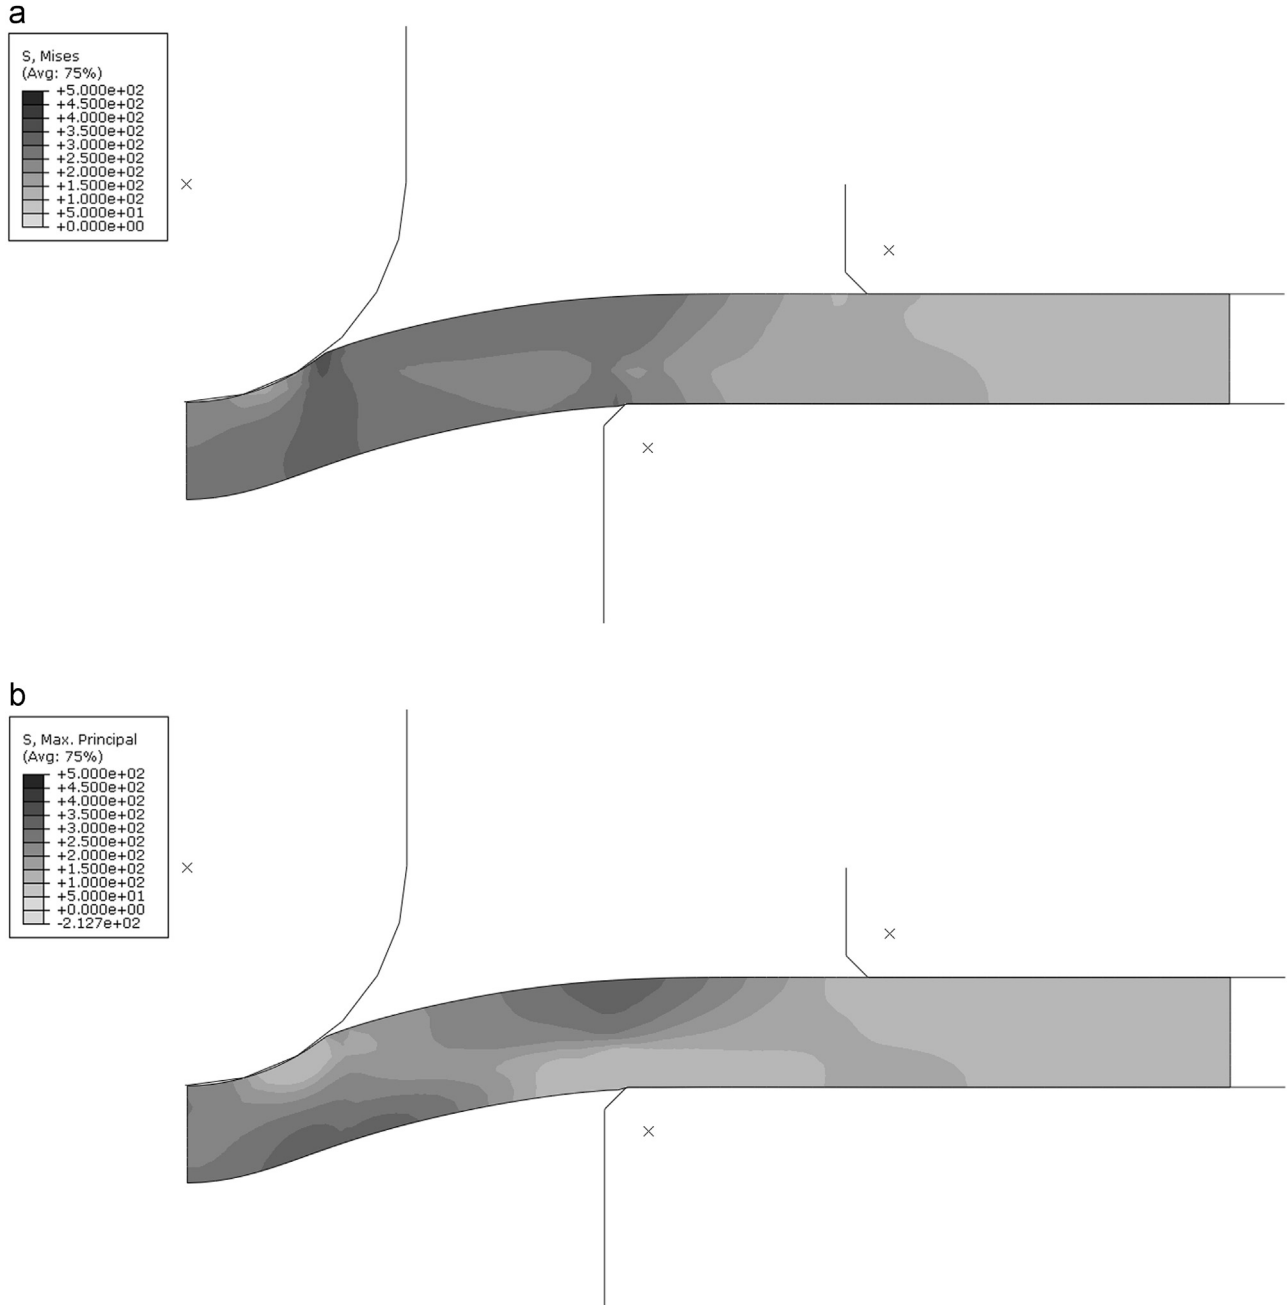 a
S, Mises
(Avg: 75%)
+5.000e+02
+4.500e+02
+4.000e+02
+3.500e+02
+3.000e+02
+2.500e+02
+2.000e+02
+1.500e+02
+1.000e+02
+5.000e+01
+0.000e+00
b
S, Max. Principal
(Avg: 75%)
+5.000e+02
+4.500e+02
+4.000e+02
+3.500e+02
+3.000e+02
+2.500e+02
+2.000e+02
+1.500e+02
+1.000e+02
+5.000e+01
+0.000e+00
-2.127e+02